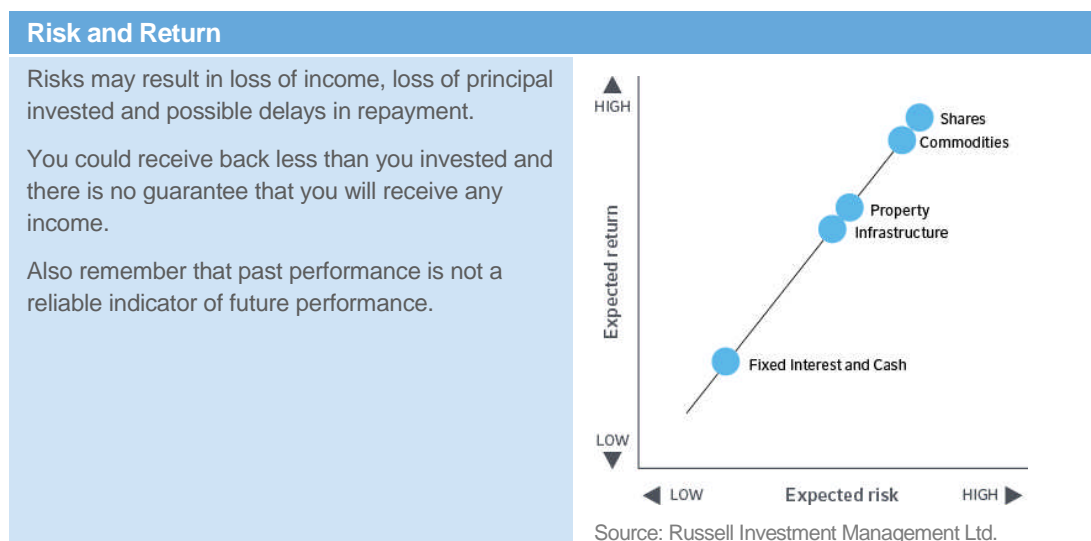 Risk and Return
Risks may result in loss of income, loss of principal
invested and possible delays in repayment.
You could receive back less than you invested and
there is no guarantee that you will receive any
income.
Also remember that past performance is not a
reliable indicator of future performance.
HIGH
Shares
Commodities
Property
Infrastructure
Expected return
Fixed Interest and Cash
LOW
LOW Expected risk HIGH
Source: Russell Investment Management Ltd.